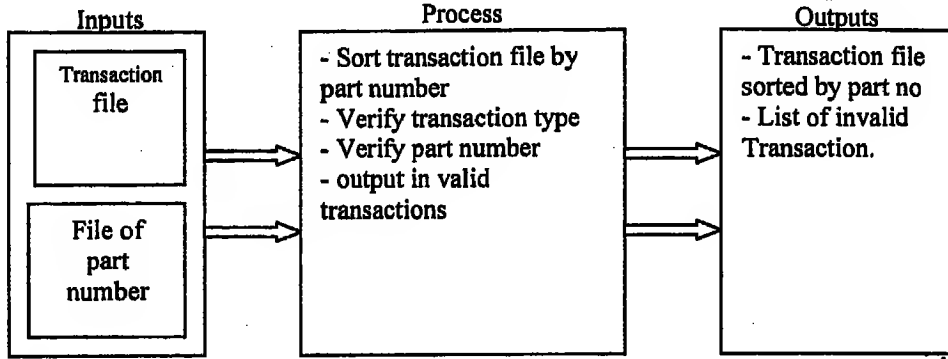 Inputs
Transaction
file
File of
part
number
Process
- Sort transaction file by
part number
- Verify transaction type
- Verify part number
- output in valid
transactions
Outputs
- Transaction file
sorted by part no
- List of invalid
Transaction.